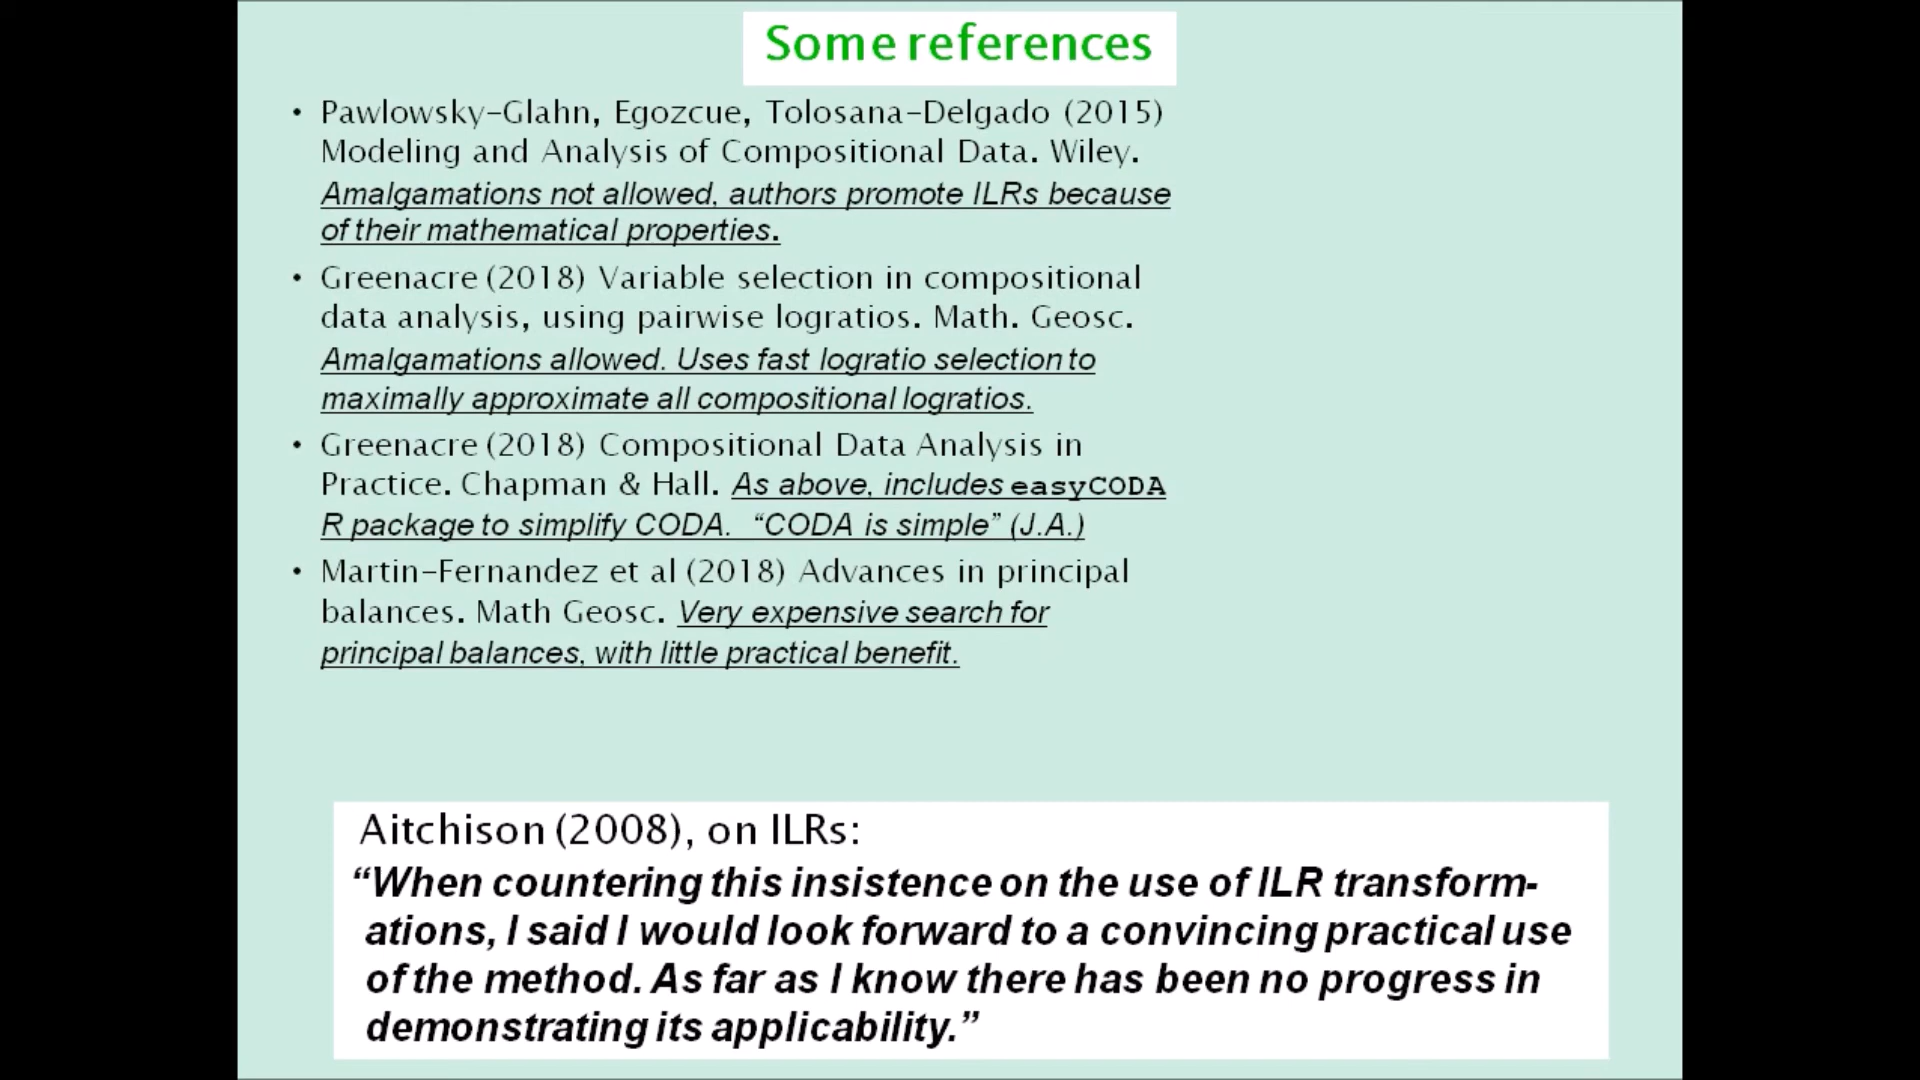 Some references
• Pawlowsky-Glahn, Egozcue, Tolosana-Delgado (2015)
Modeling and Analysis of Compositional Data. Wiley.
Amalgamations not allowed, authors promote ILRs because
of their mathematical properties.
• Greenacre (2018) Variable selection in compositional
data analysis, using pairwise logratios. Math. Geosc.
Amalgamations allowed. Uses fast logratio selection to
maximally approximate all compositional logratios.
• Greenacre (2018) Compositional Data Analysis in
Practice. Chapman & Hall. As above, includes easyCODA
R package to simplify CODA. “CODA is simple” (J.A.)
• Martin-Fernandez et al (2018) Advances in principal
balances. Math Geosc. Very expensive search for
principal balances, with little practical benefit.
Aitchison (2008), on ILRs:
“When countering this insistence on the use of ILR transform-
ations, I said I would look forward to a convincing practical use
of the method. As far as I know there has been no progress in
demonstrating its applicability.”